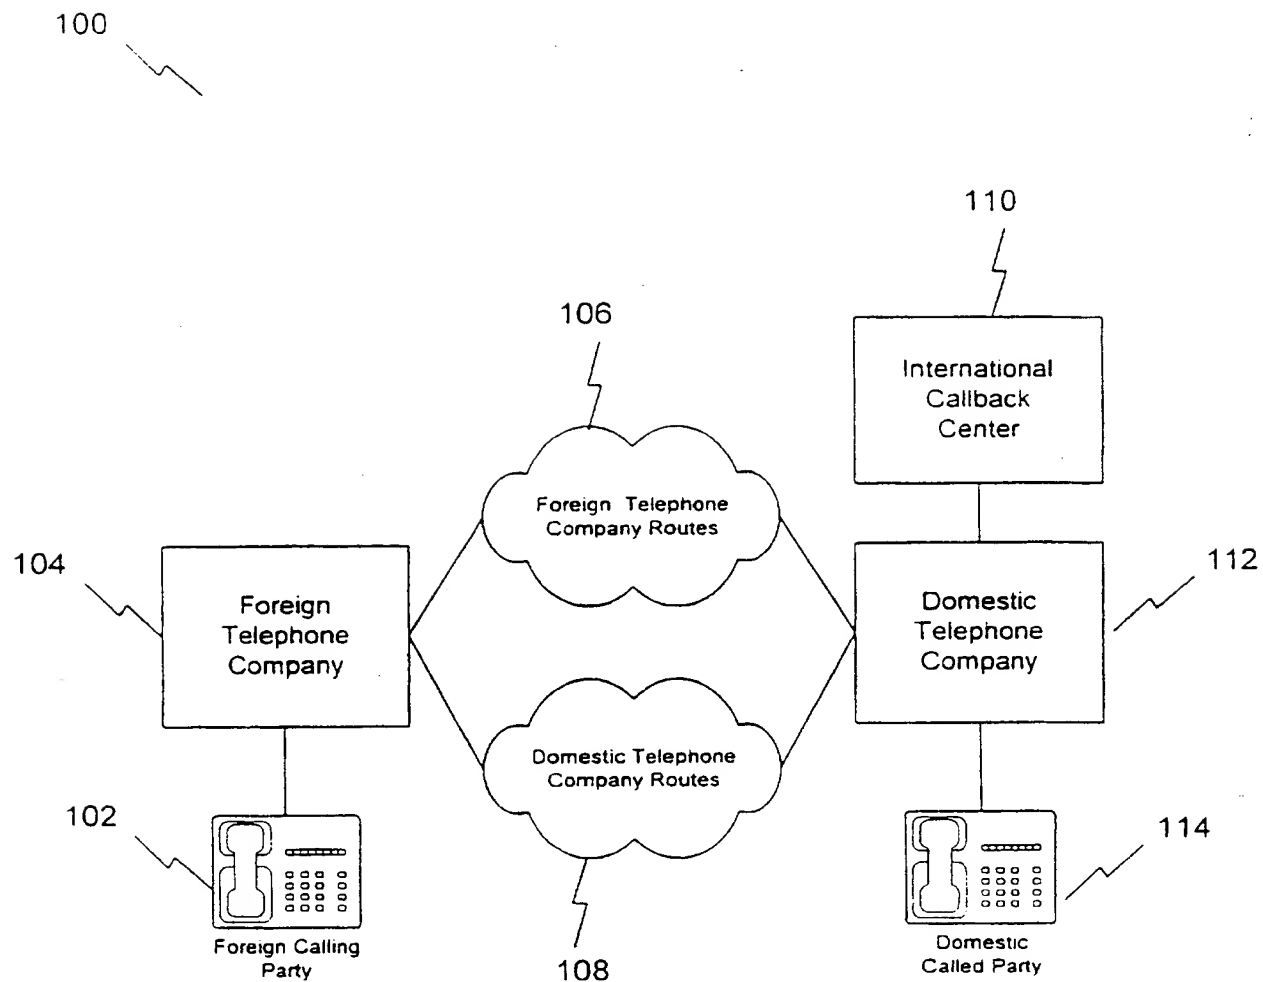 100
110
106
International
Callback
Center
Foreign Telephone
Company Routes
104
Foreign
Telephone
Company
112
Domestic
Telephone
Company
Domestic Telephone
Company Routes
102
114
Foreign Calling
Party
108
Domestic
Called Party